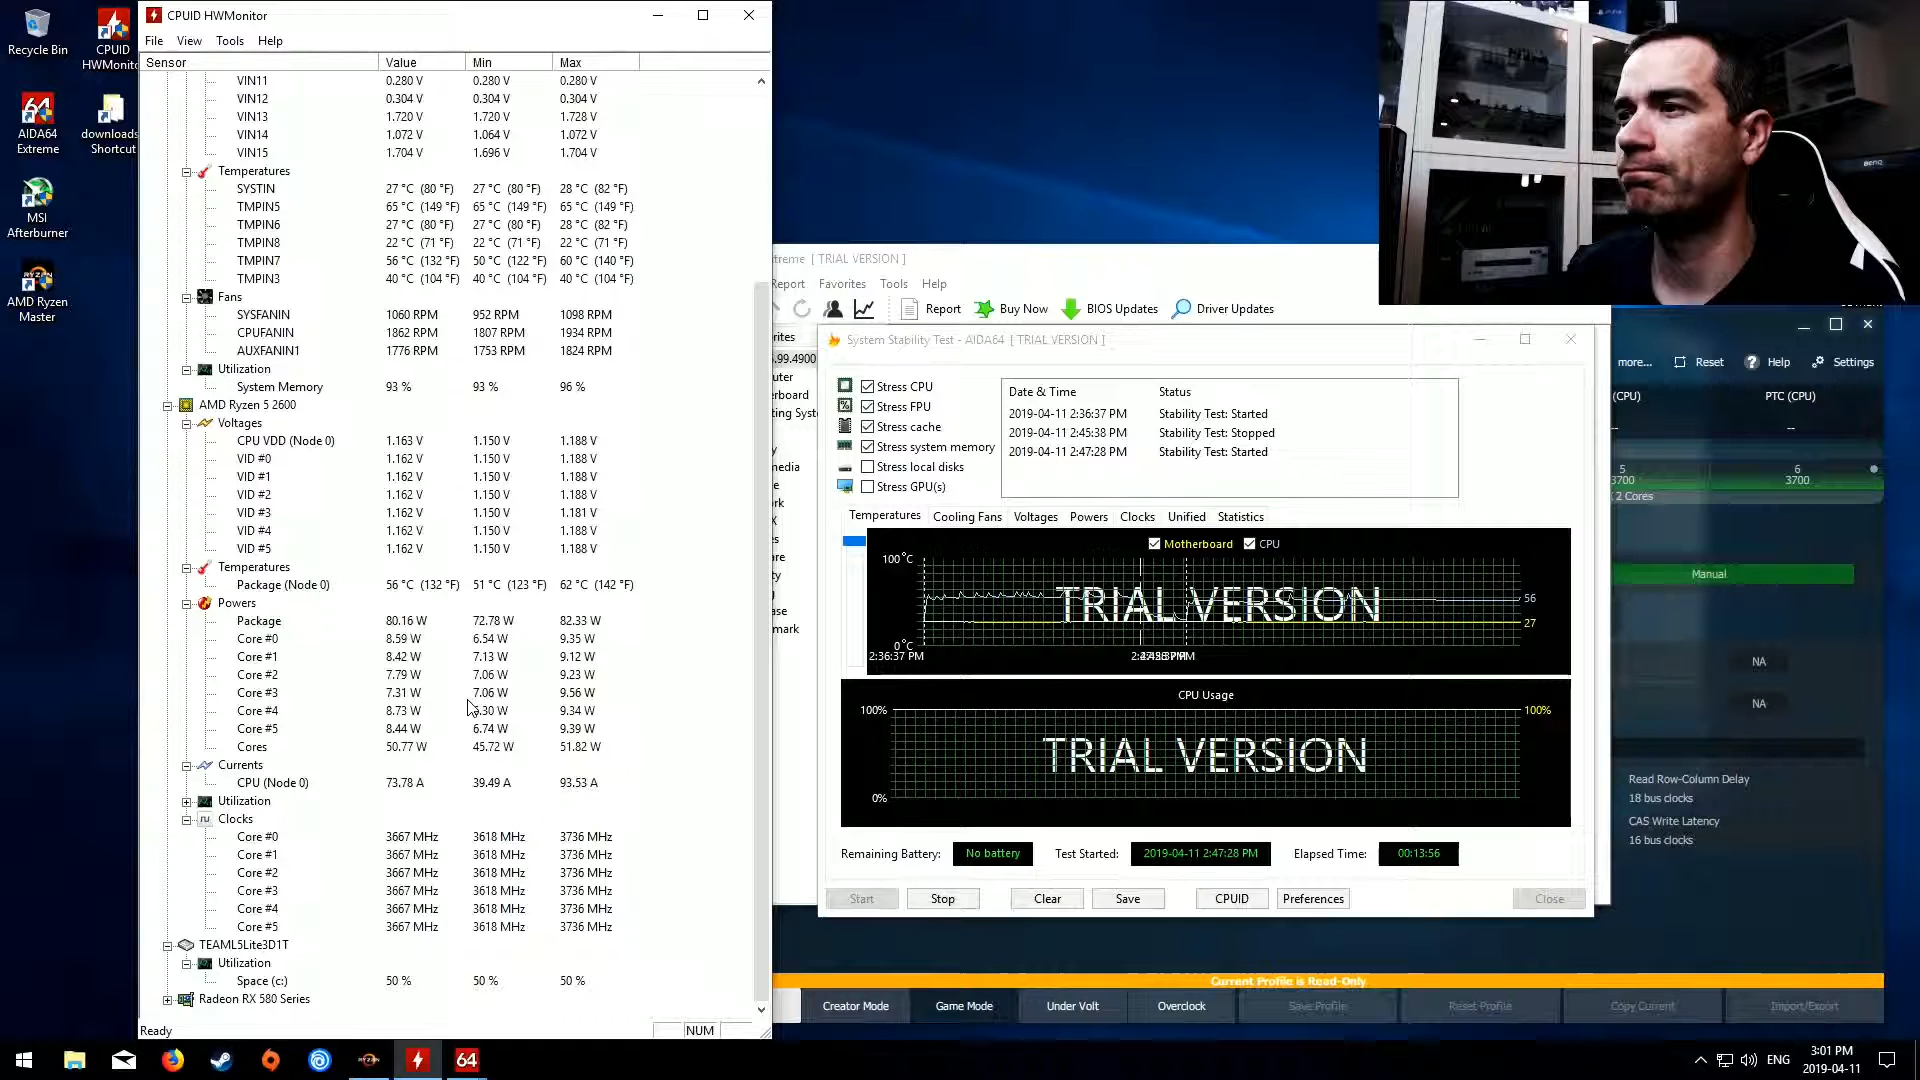 Recycle Bin
CPUID
HWMonito
AIDA64
Extreme
downloads
Shortcut
MSI
Afterburner
AMD Ryzen
Master
CPUID HWMonitor
File View Tools Help
Sensor Value Min Max
VIN11 0.280 V 0.280 V 0.280 V
VIN12 0.304 V 0.304 V 0.304 V
VIN13 1.720 V 1.720 V 1.728 V
VIN14 1.072 V 1.064 V 1.072 V
VIN15 1.704 V 1.696 V 1.704 V
Temperatures
SYSTIN 27 °C (80 °F) 27 °C (80 °F) 28 °C (82 °F)
TMPIN5 65 °C (149 °F) 65 °C (149 °F) 65 °C (149 °F)
TMPIN6 27 °C (80 °F) 27 °C (80 °F) 28 °C (82 °F)
TMPIN8 22 °C (71 °F) 22 °C (71 °F) 22 °C (71 °F)
TMPIN7 56 °C (132 °F) 50 °C (122 °F) 60 °C (140 °F)
TMPIN3 40 °C (104 °F) 40 °C (104 °F) 40 °C (104 °F)
Fans
SYSFANIN 1060 RPM 952 RPM 1098 RPM
CPUFANIN 1862 RPM 1807 RPM 1934 RPM
AUXFANIN1 1776 RPM 1753 RPM 1824 RPM
Utilization
System Memory 93 % 93 % 96 %
AMD Ryzen 5 2600
Voltages
CPU VDD (Node 0) 1.163 V 1.150 V 1.188 V
VID #0 1.162 V 1.150 V 1.188 V
VID #1 1.162 V 1.150 V 1.188 V
VID #2 1.162 V 1.150 V 1.188 V
VID #3 1.162 V 1.150 V 1.181 V
VID #4 1.162 V 1.150 V 1.188 V
VID #5 1.162 V 1.150 V 1.188 V
Temperatures
Package (Node 0) 56 °C (132 °F) 51 °C (123 °F) 62 °C (142 °F)
Powers
Package 80.16 W 72.78 W 82.33 W
Core #0 8.59 W 6.54 W 9.35 W
Core #1 8.42 W 7.13 W 9.12 W
Core #2 7.79 W 7.06 W 9.23 W
Core #3 7.31 W 7.06 W 9.56 W
Core #4 8.73 W .30 W 9.34 W
Core #5 8.44 W 6.74 W 9.39 W
Cores 50.77 W 45.72 W 51.82 W
Currents
CPU (Node 0) 73.78 A 39.49 A 93.53 A
Utilization
Clocks
Core #0 3667 MHz 3618 MHz 3736 MHz
Core #1 3667 MHz 3618 MHz 3736 MHz
Core #2 3667 MHz 3618 MHz 3736 MHz
Core #3 3667 MHz 3618 MHz 3736 MHz
Core #4 3667 MHz 3618 MHz 3736 MHz
Core #5 3667 MHz 3618 MHz 3736 MHz
TEAML5Lite3D1T
Utilization
Space (c:) 50 % 50 % 50 %
Radeon RX 580 Series
Ready NUM
treme [ TRIAL VERSION ]
Report Favorites Tools Help
Report Buy Now BIOS Updates Driver Updates
rites
5.99.4900
uter
erboard
ting Syst
y
media
e
rk
X
es
are
ity
g
ase
mark
System Stability Test - AIDA64 [ TRIAL VERSION ]
Stress CPU
Stress FPU
Stress cache
Stress system memory
Stress local disks
Stress GPU(s)
Date & Time Status
2019-04-11 2:36:37 PM Stability Test: Started
2019-04-11 2:45:38 PM Stability Test: Stopped
2019-04-11 2:47:28 PM Stability Test: Started
Temperatures Cooling Fans Voltages Powers Clocks Unified Statistics
Motherboard CPU
100°C
TRIAL VERSION
56
27
0°C
2:36:37 PM
CPU Usage
100% 100%
TRIAL VERSION
0%
Remaining Battery: No battery Test Started: 2019-04-11 2:47:28 PM Elapsed Time: 00:13:56
Start Stop Clear Save CPUID Preferences Close
BENQ
more... Reset Help Settings
(CPU) PTC (CPU)
-- --
5 6
3700 3700
2 Cores
Manual
NA
NA
Read Row-Column Delay
18 bus clocks
CAS Write Latency
16 bus clocks
Current Profile is Read-Only
Creator Mode Game Mode Under Volt Overclock Save Profile Reset Profile Copy Current Import/Export
64
ENG
3:01 PM
2019-04-11